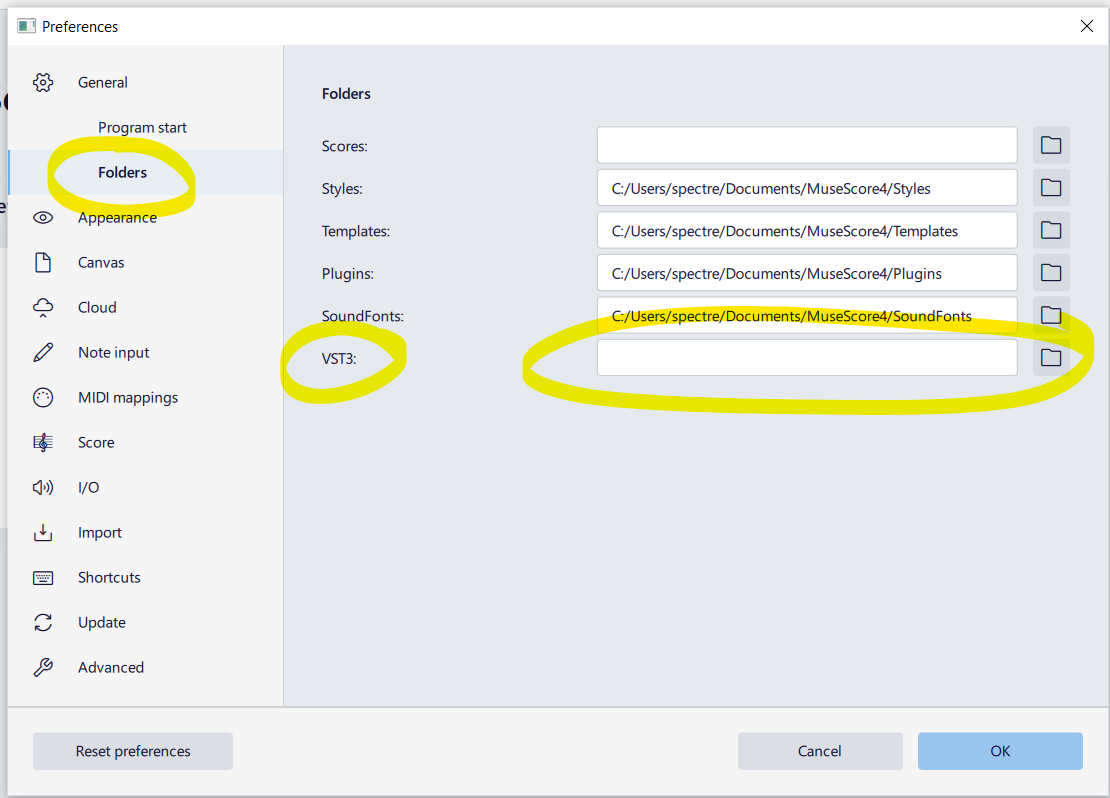 Preferences
General
Program start
Folders
Appearance
Canvas
Cloud
Note input
MIDI mappings
Score
I/O
Import
Shortcuts
Update
Advanced
Folders
Scores:
Styles: C:/Users/spectre/Documents/MuseScore4/Styles
Templates: C:/Users/spectre/Documents/MuseScore4/Templates
Plugins: C:/Users/spectre/Documents/MuseScore4/Plugins
SoundFonts: C:/Users/spectre/Documents/MuseScore4/SoundFonts
VST3:
Reset preferences Cancel OK